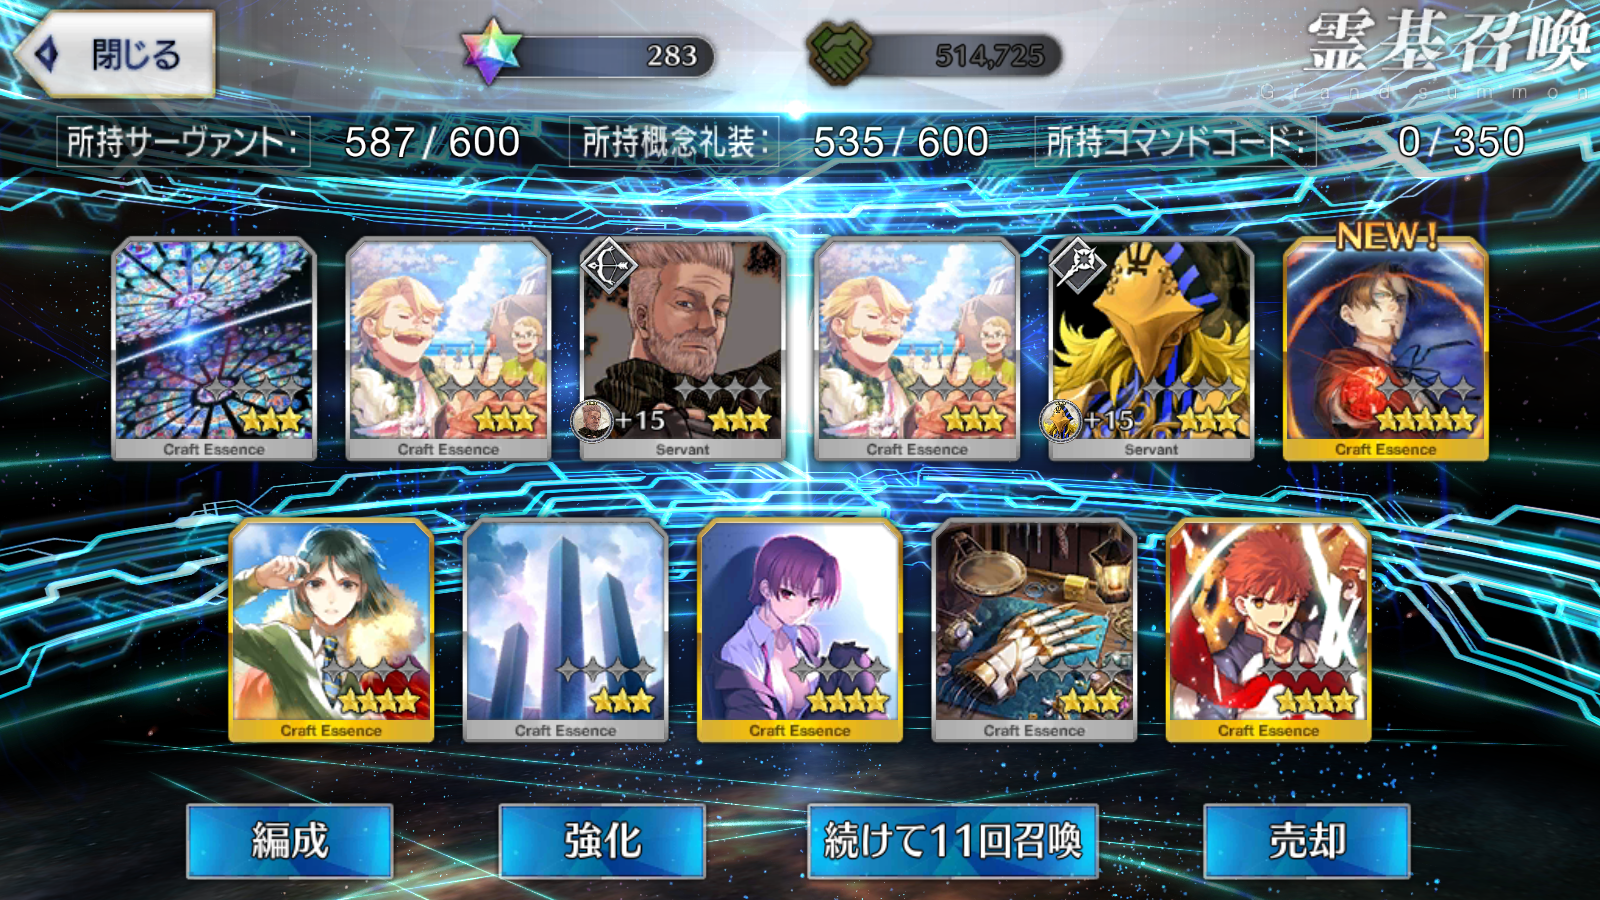 閉じる
283
514,725
霊基召喚
Grand summon
所持サーヴァント: 587 / 600
所持概念礼装: 535 / 600
所持コマンドコード: 0 / 350
NEW!
+15
+15
Craft Essence
Craft Essence
Servant
Craft Essence
Servant
Craft Essence
Craft Essence
Craft Essence
Craft Essence
Craft Essence
Craft Essence
編成
強化
続けて11回召喚
売却